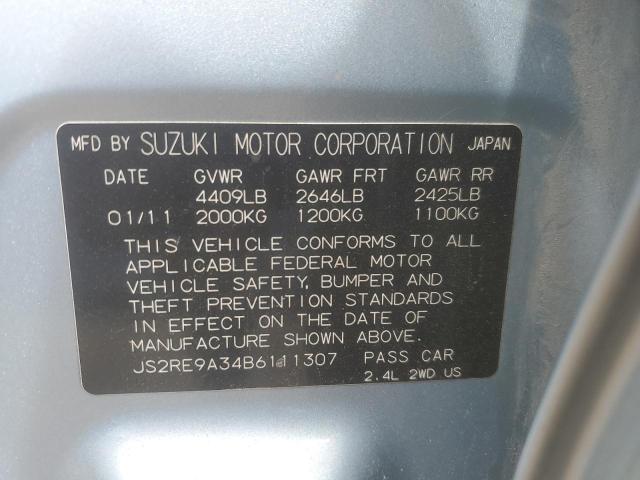 MFD BY SUZUKI MOTOR CORPORATION JAPAN
DATE GVWR GAWR FRT GAWR RR
4409LB 2646LB 2425LB
01/11 2000KG 1200KG 1100KG
THIS VEHICLE CONFORMS TO ALL
APPLICABLE FEDERAL MOTOR
VEHICLE SAFETY, BUMPER AND
THEFT PREVENTION STANDARDS
IN EFFECT ON THE DATE OF
MANUFACTURE SHOWN ABOVE.
JS2RE9A34B6111307 PASS CAR
2.4L 2WD US